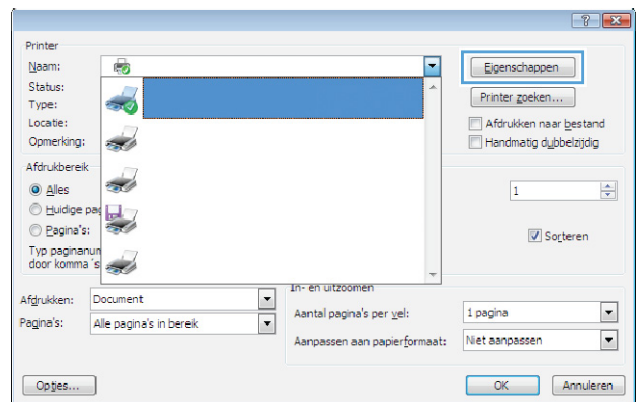 Printer
Naam:
Eigenschappen
Status:
Type:
Printer zoeken...
Locatie:
Afdrukken naar bestand
Opmerking:
Handmatig dubbelzijdig
Afdrukbereik
Alles
1
Huidige pag
Pagina's:
Sorteren
Typ paginanum
door komma's
In- en uitzoomen
Afdrukken:
Document
Aantal pagina's per vel:
1 pagina
Pagina's:
Alle pagina's in bereik
Aanpassen aan papierformaat:
Niet aanpassen
Opties...
OK
Annuleren